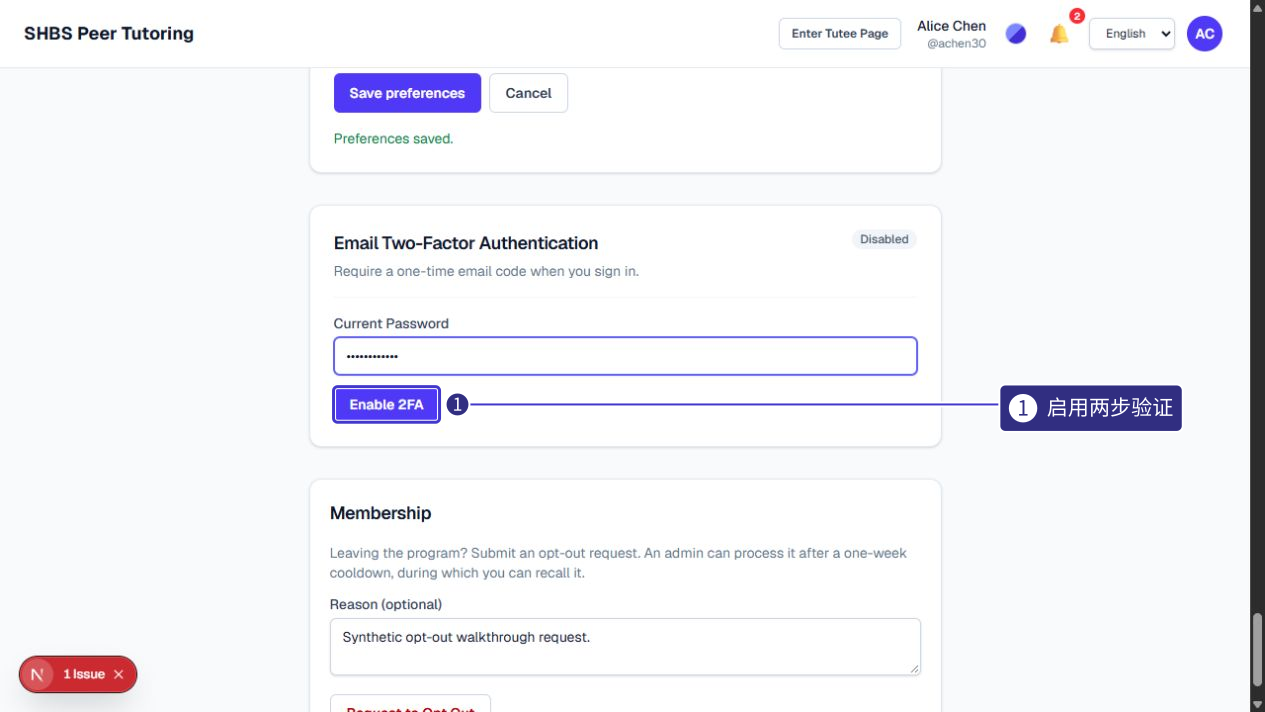 SHBS Peer Tutoring
Enter Tutee Page
Alice Chen
@achen30
2
English
AC
Save preferences
Cancel
Preferences saved.
Email Two-Factor Authentication
Disabled
Require a one-time email code when you sign in.
Current Password
••••••••••••
Enable 2FA
1
1 启用两步验证
Membership
Leaving the program? Submit an opt-out request. An admin can process it after a one-week
cooldown, during which you can recall it.
Reason (optional)
Synthetic opt-out walkthrough request.
N 1 Issue
Request to Opt Out